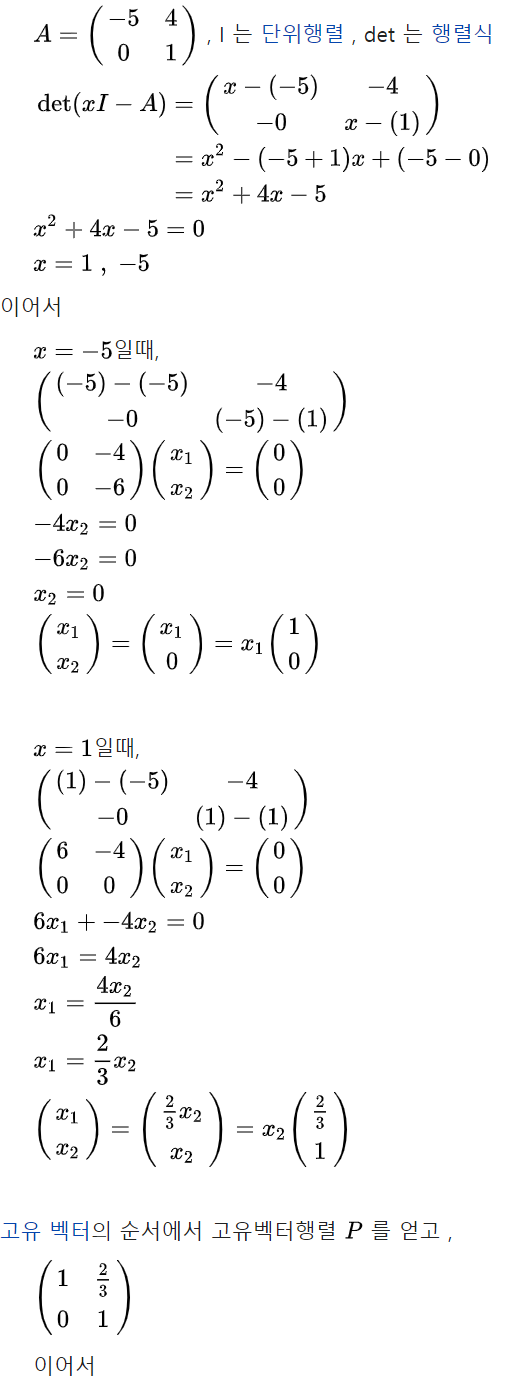 A = ( −5 4 ; 0 1 ) , I 는 단위행렬 , det 는 행렬식
det(xI − A) = ( x − (−5) −4 ; −0 x − (1) )
= x² − (−5 + 1)x + (−5 − 0)
= x² + 4x − 5
x² + 4x − 5 = 0
x = 1 , −5
이어서
x = −5일때,
( (−5) − (−5) −4 ; −0 (−5) − (1) )
( 0 −4 ; 0 −6 ) ( x₁ ; x₂ ) = ( 0 ; 0 )
−4x₂ = 0
−6x₂ = 0
x₂ = 0
( x₁ ; x₂ ) = ( x₁ ; 0 ) = x₁ ( 1 ; 0 )
x = 1일때,
( (1) − (−5) −4 ; −0 (1) − (1) )
( 6 −4 ; 0 0 ) ( x₁ ; x₂ ) = ( 0 ; 0 )
6x₁ + −4x₂ = 0
6x₁ = 4x₂
x₁ = 4x₂/6
x₁ = 2/3 x₂
( x₁ ; x₂ ) = ( 2/3 x₂ ; x₂ ) = x₂ ( 2/3 ; 1 )
고유 벡터의 순서에서 고유벡터행렬 P 를 얻고 ,
( 1 2/3 ; 0 1 )
이어서